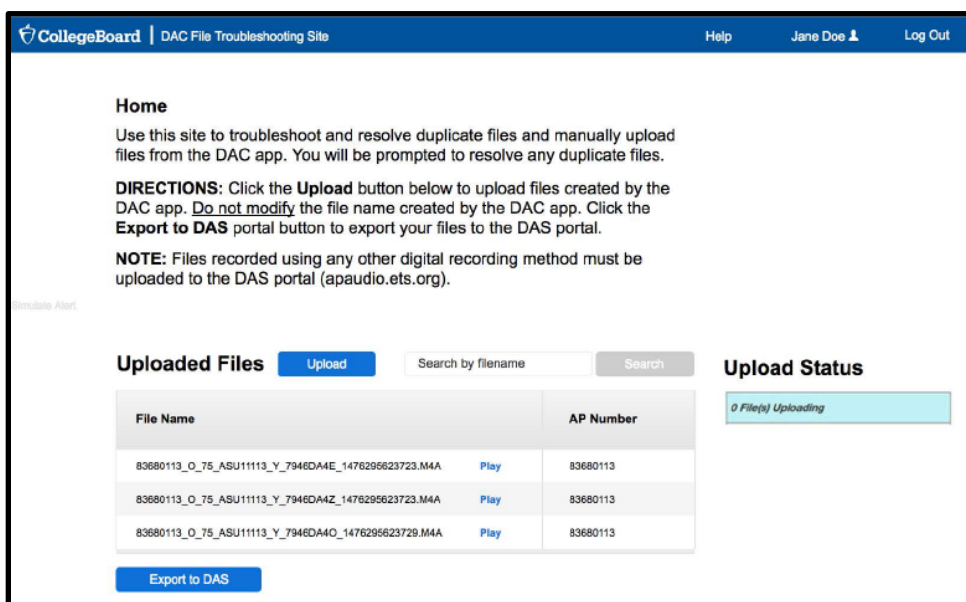 CollegeBoard | DAC File Troubleshooting Site Help Jane Doe Log Out
Home
Use this site to troubleshoot and resolve duplicate files and manually upload
files from the DAC app. You will be prompted to resolve any duplicate files.
DIRECTIONS: Click the Upload button below to upload files created by the
DAC app. Do not modify the file name created by the DAC app. Click the
Export to DAS portal button to export your files to the DAS portal.
NOTE: Files recorded using any other digital recording method must be
uploaded to the DAS portal (apaudio.ets.org).
Simulate Alert
Uploaded Files Upload Search by filename Search
Upload Status
0 File(s) Uploading
File Name AP Number
83680113_O_75_ASU11113_Y_7946DA4E_1476295623723.M4A Play 83680113
83680113_O_75_ASU11113_Y_7946DA4Z_1476295623723.M4A Play 83680113
83680113_O_75_ASU11113_Y_7946DA4O_1476295623729.M4A Play 83680113
Export to DAS